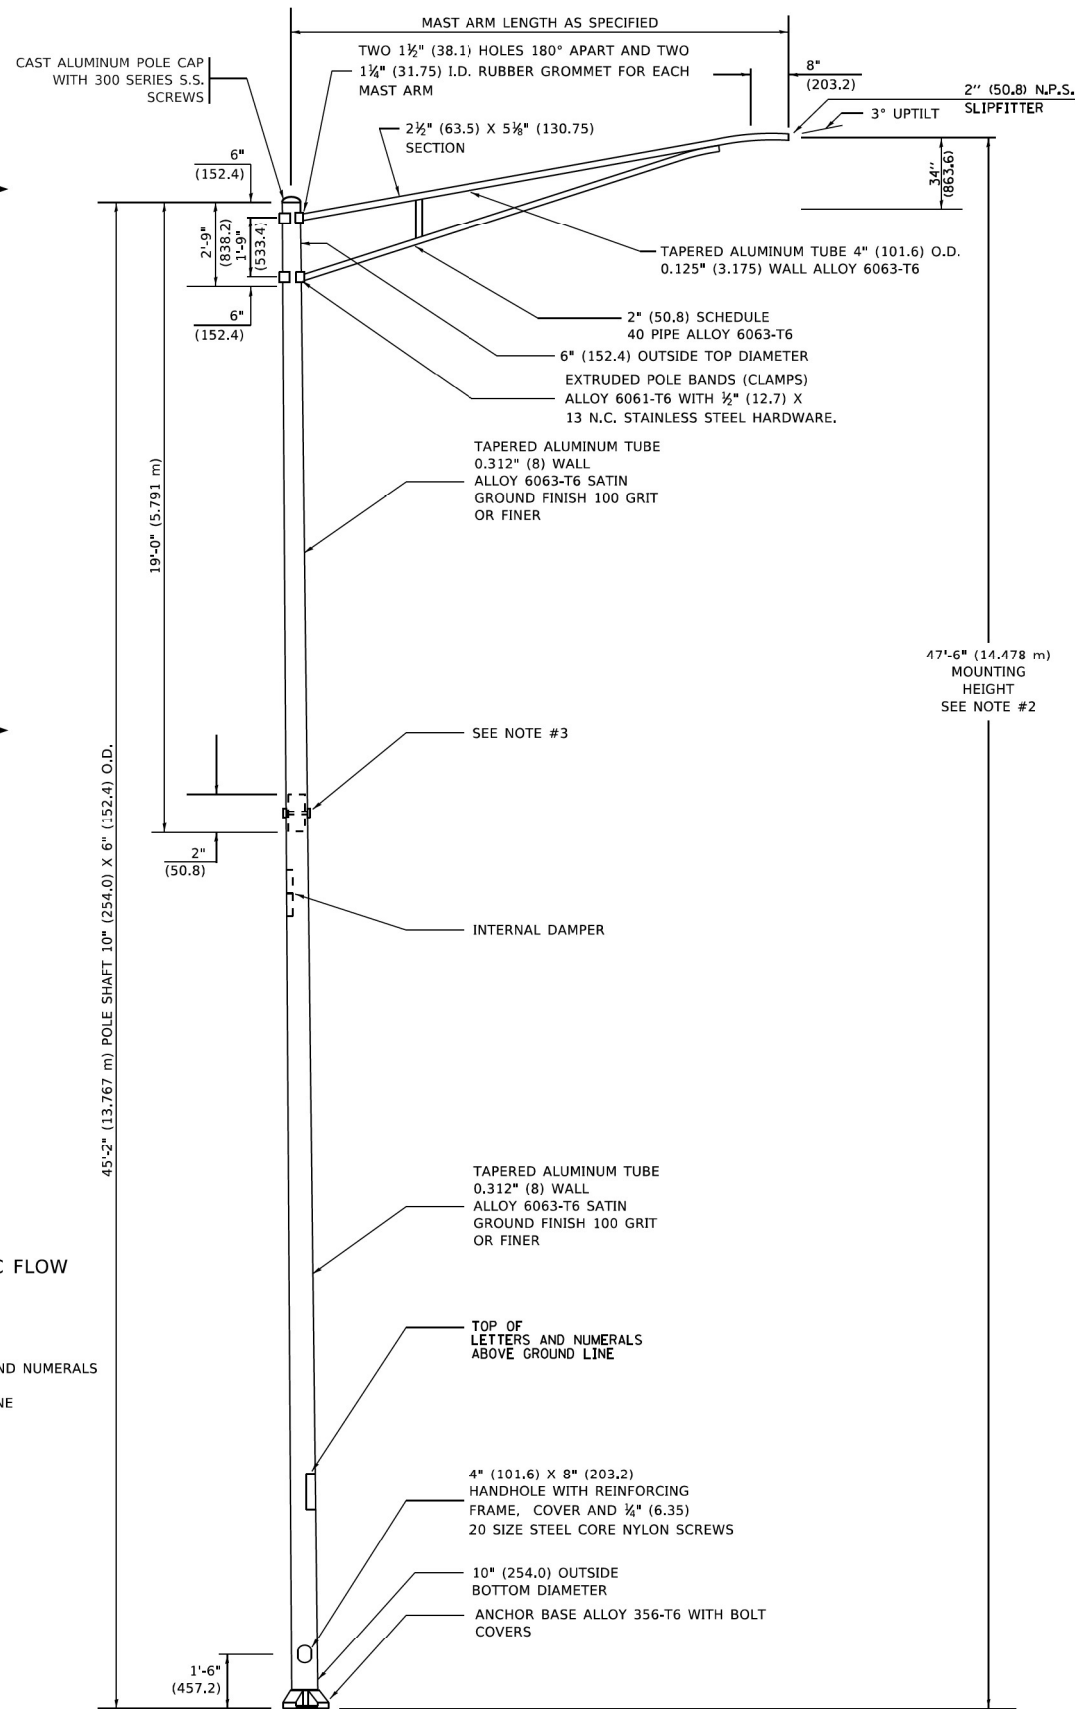 MAST ARM LENGTH AS SPECIFIED
TWO 1½" (38.1) HOLES 180° APART AND TWO
1¼" (31.75) I.D. RUBBER GROMMET FOR EACH
MAST ARM
CAST ALUMINUM POLE CAP
WITH 300 SERIES S.S.
SCREWS
8"
(203.2)
2" (50.8) N.P.S.
SLIPFITTER
3° UPTILT
2½" (63.5) X 5⅛" (130.75)
SECTION
6"
(152.4)
34"
(863.6)
2'-9"
(838.2)
1'-9"
(533.4)
TAPERED ALUMINUM TUBE 4" (101.6) O.D.
0.125" (3.175) WALL ALLOY 6063-T6
6"
(152.4)
2" (50.8) SCHEDULE
40 PIPE ALLOY 6063-T6
6" (152.4) OUTSIDE TOP DIAMETER
EXTRUDED POLE BANDS (CLAMPS)
ALLOY 6061-T6 WITH ½" (12.7) X
13 N.C. STAINLESS STEEL HARDWARE.
TAPERED ALUMINUM TUBE
0.312" (8) WALL
ALLOY 6063-T6 SATIN
GROUND FINISH 100 GRIT
OR FINER
19'-0" (5.791 m)
47'-6" (14.478 m)
MOUNTING
HEIGHT
SEE NOTE #2
SEE NOTE #3
2"
(50.8)
INTERNAL DAMPER
45'-2" (13.767 m) POLE SHAFT 10" (254.0) X 6" (152.4) O.D.
TAPERED ALUMINUM TUBE
0.312" (8) WALL
ALLOY 6063-T6 SATIN
GROUND FINISH 100 GRIT
OR FINER
FLOW
TOP OF
LETTERS AND NUMERALS
ABOVE GROUND LINE
NUMERALS
4" (101.6) X 8" (203.2)
HANDHOLE WITH REINFORCING
FRAME, COVER AND ¼" (6.35)
20 SIZE STEEL CORE NYLON SCREWS
10" (254.0) OUTSIDE
BOTTOM DIAMETER
ANCHOR BASE ALLOY 356-T6 WITH BOLT
COVERS
1'-6"
(457.2)